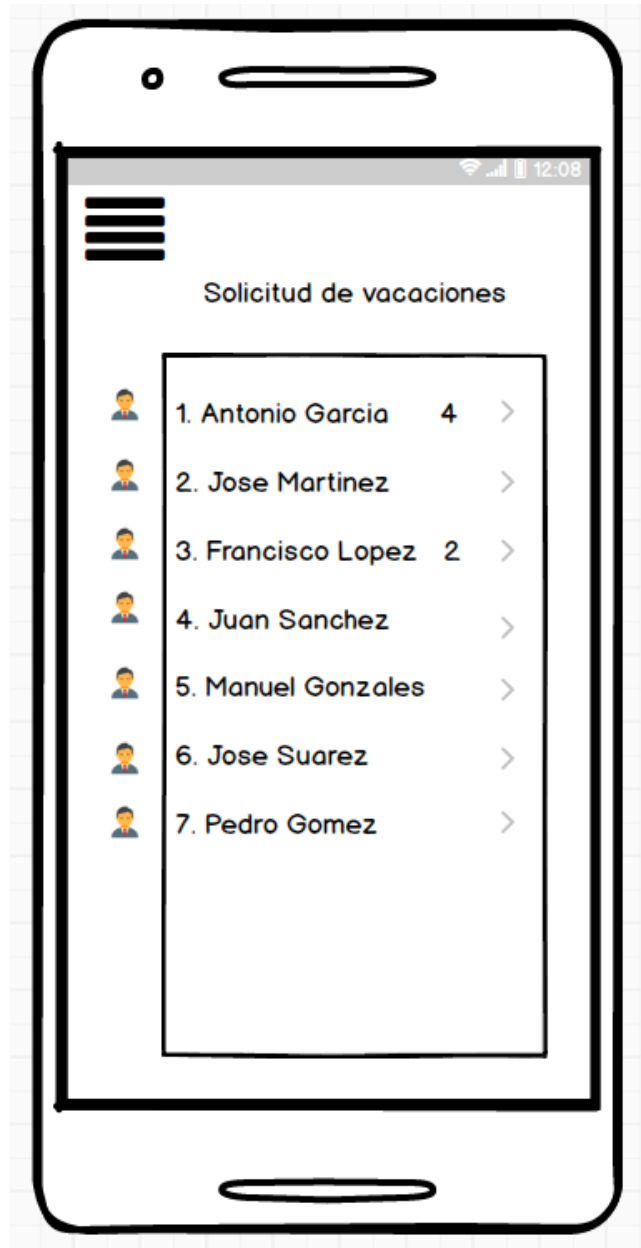 12:08
Solicitud de vacaciones
1. Antonio Garcia 4
2. Jose Martinez
3. Francisco Lopez 2
4. Juan Sanchez
5. Manuel Gonzales
6. Jose Suarez
7. Pedro Gomez